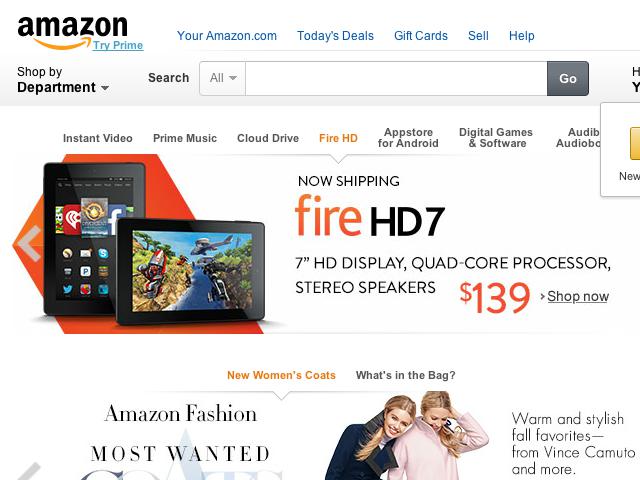 amazon
Try Prime
Your Amazon.com Today's Deals Gift Cards Sell Help
Shop by
Department
Search All Go
H
Y
Instant Video Prime Music Cloud Drive Fire HD Appstore for Android Digital Games & Software Audib
Audiobo
New
NOW SHIPPING
fire HD7
7" HD DISPLAY, QUAD-CORE PROCESSOR,
STEREO SPEAKERS $139 Shop now
New Women's Coats What's in the Bag?
Amazon Fashion
MOST WANTED
COATS
Warm and stylish
fall favorites—
from Vince Camuto
and more.